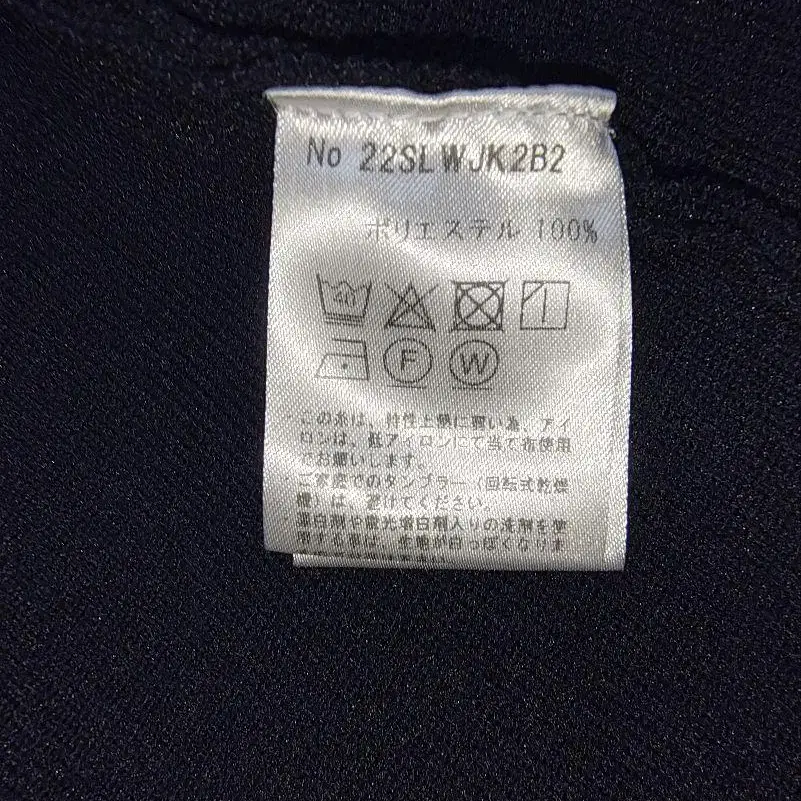 No 22SLWJK2B2
ポリエステル 100%
40
F W
・この糸は、特性上熱に弱い為、アイ
ロンは、低アイロンにて当て布使用
でお願いします。
・ご家庭でのタンブラー（回転式乾燥
機）は、避けてください。
・漂白剤や蛍光増白剤入りの洗剤を使
用する事は、生地が白っぽくなりま